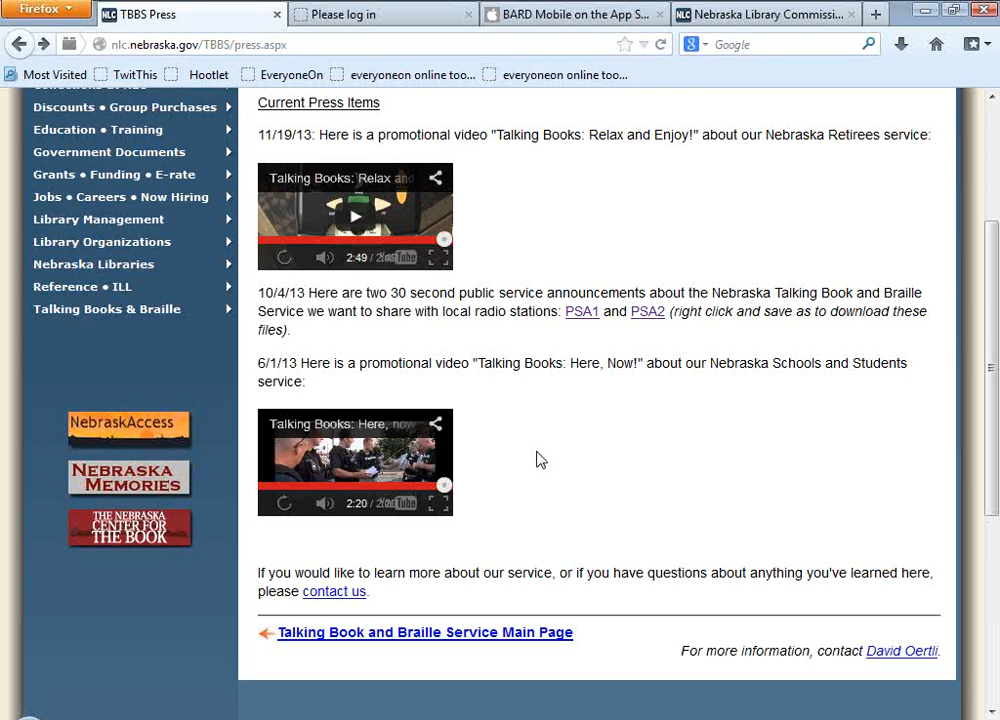 Firefox
TBBS Press
Please log in
BARD Mobile on the App S...
Nebraska Library Commissi...
nlc.nebraska.gov/TBBS/press.aspx
Google
Most Visited
TwitThis
Hootlet
EveryoneOn
everyoneon online too...
everyoneon online too...
Discounts • Group Purchases
Education • Training
Government Documents
Grants • Funding • E-rate
Jobs • Careers • Now Hiring
Library Management
Library Organizations
Nebraska Libraries
Reference • ILL
Talking Books & Braille
NebraskAccess
NEBRASKA
MEMORIES
THE NEBRASKA
CENTER FOR
THE BOOK
Current Press Items
11/19/13: Here is a promotional video "Talking Books: Relax and Enjoy!" about our Nebraska Retirees service:
Talking Books: Relax and
2:49 / 2
YouTube
10/4/13 Here are two 30 second public service announcements about the Nebraska Talking Book and Braille
Service we want to share with local radio stations: PSA1 and PSA2 (right click and save as to download these
files).
6/1/13 Here is a promotional video "Talking Books: Here, Now!" about our Nebraska Schools and Students
service:
Talking Books: Here, now
2:20 / 2
YouTube
If you would like to learn more about our service, or if you have questions about anything you've learned here,
please contact us.
Talking Book and Braille Service Main Page
For more information, contact David Oertli.